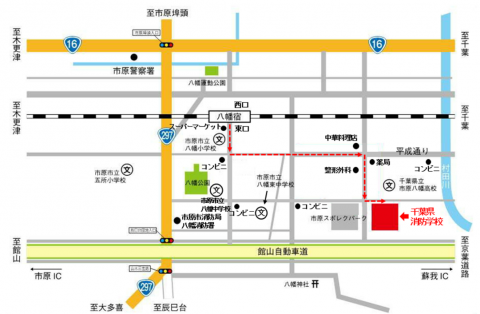 至市原埠頭
至木更津
16
市原警察署
16
至千葉
八幡運動公園
297
至木更津
西口
八幡宿
東口
至千葉
スーパーマーケット
市原市立
八幡小学校
中華料理店
平成通り
コンビニ
薬局
コンビニ
市原市立
五所小学校
八幡公園
市原市立
八幡東中学校
整形外科
千葉県立
市原八幡高校
村田川
市原市立
八幡中学校
コンビニ
コンビニ
市原スポレクパーク
千葉県
消防学校
市原市消防局
八幡消防署
至館山
館山自動車道
至京葉道路
市原 IC
蘇我 IC
八幡神社
297
至大多喜
至辰巳台